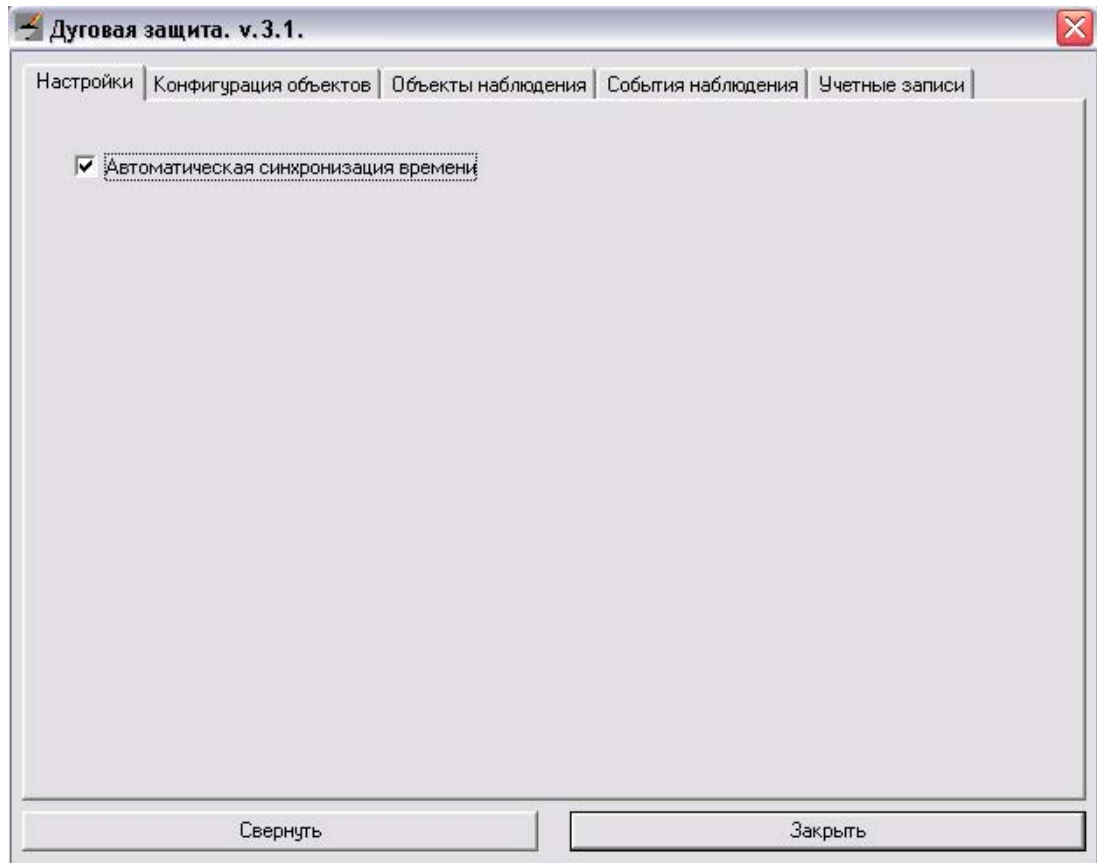 Дуговая защита. v.3.1.
Настройки Конфигурация объектов Объекты наблюдения События наблюдения Учетные записи
Автоматическая синхронизация времени
Свернуть Закрыть